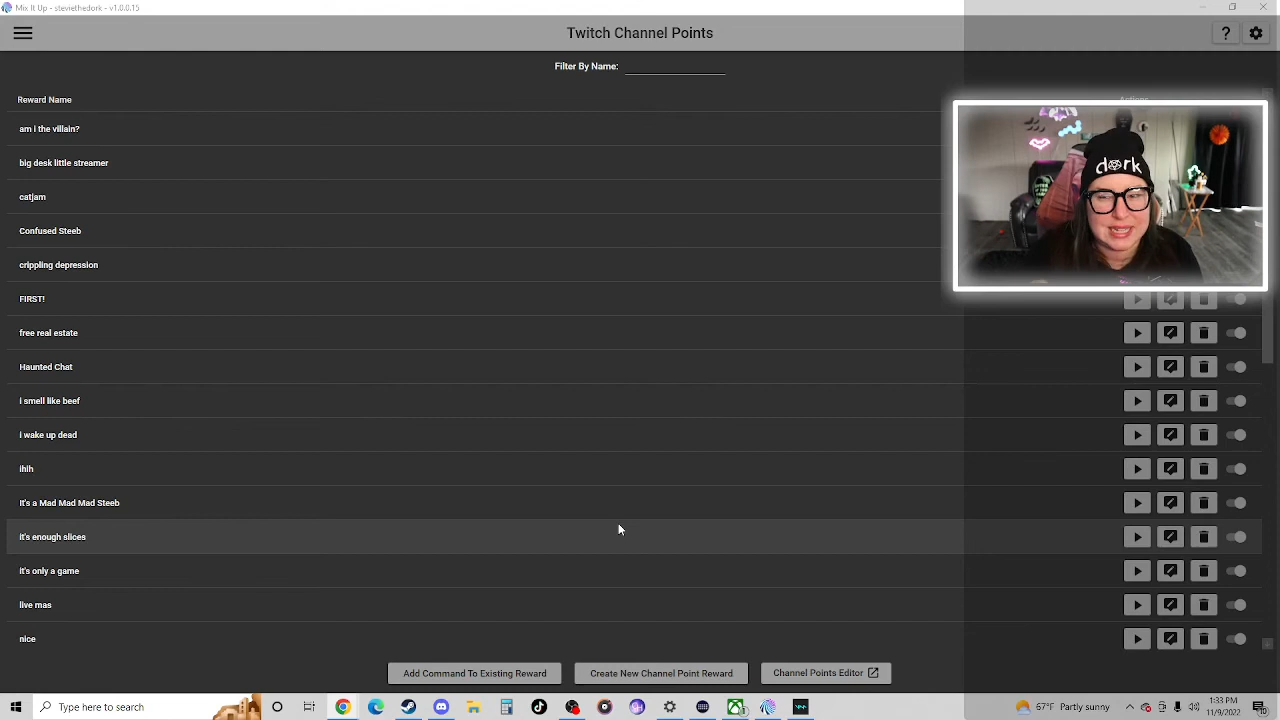 Mix It Up - steviethedork - v1.0.0.15
Twitch Channel Points
?
Filter By Name:
Reward Name
Actions
am i the villain?
big desk little streamer
catjam
Confused Steeb
crippling depression
FIRST!
free real estate
Haunted Chat
i smell like beef
i wake up dead
ihlh
It's a Mad Mad Mad Steeb
It's enough slices
it's only a game
live mas
nice
dork
Add Command To Existing Reward
Create New Channel Point Reward
Channel Points Editor
Type here to search
67°F Partly sunny
1:33 PM
11/9/2022